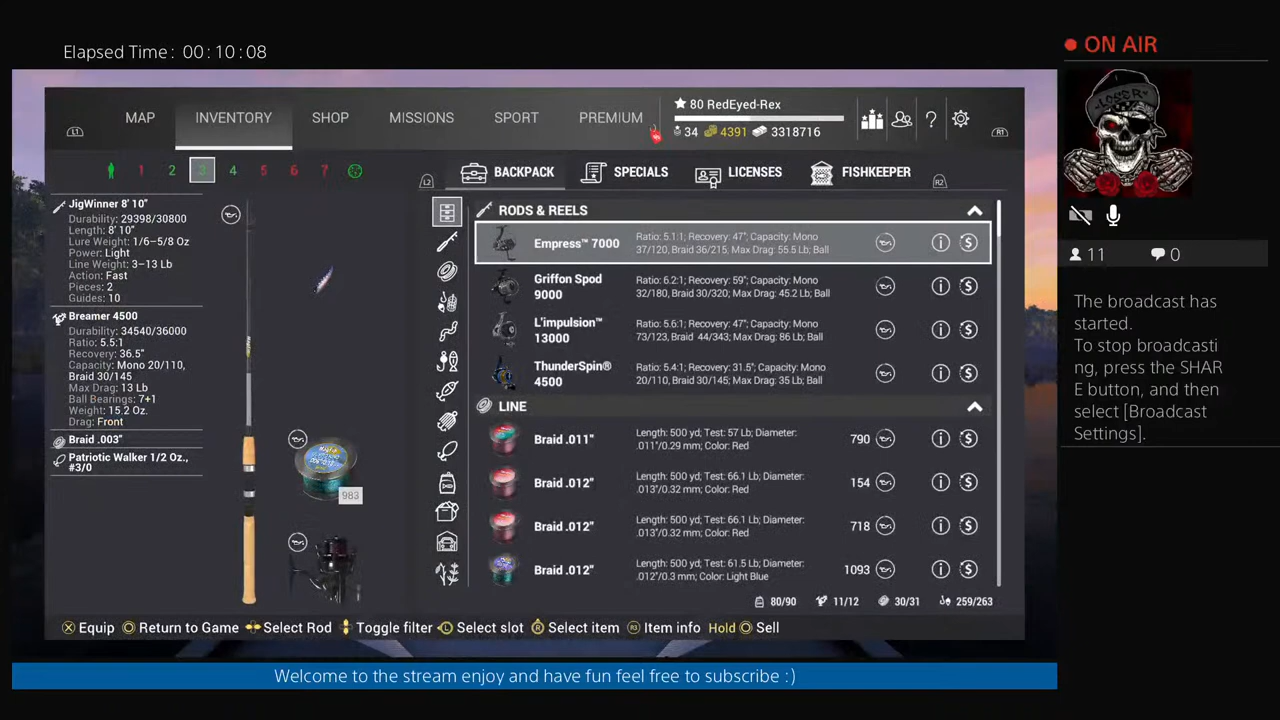 Elapsed Time: 00:10:08
ON AIR
LOSER
MAP
INVENTORY
SHOP
MISSIONS
SPORT
PREMIUM
80 RedEyed-Rex
34 4391 3318716
?
L1
R1
1 2 3 4 5 6 7
L2
BACKPACK
SPECIALS
LICENSES
FISHKEEPER
R2
JigWinner 8' 10"
Durability: 29398/30800
Length: 8' 10"
Lure Weight: 1/6–5/8 Oz
Power: Light
Line Weight: 3–13 Lb
Action: Fast
Pieces: 2
Guides: 10
Breamer 4500
Durability: 34540/36000
Ratio: 5.5:1
Recovery: 36.5"
Capacity: Mono 20/110,
Braid 30/145
Max Drag: 13 Lb
Ball Bearings: 7+1
Weight: 15.2 Oz.
Drag: Front
Braid .003"
Patriotic Walker 1/2 Oz.,
#3/0
983
RODS & REELS
Empress™ 7000
Ratio: 5.1:1; Recovery: 47"; Capacity: Mono
37/120, Braid 36/215; Max Drag: 55.5 Lb; Ball
Griffon Spod
9000
Ratio: 6.2:1; Recovery: 59"; Capacity: Mono
32/180, Braid 30/320; Max Drag: 45.2 Lb; Ball
L'impulsion™
13000
Ratio: 5.6:1; Recovery: 47"; Capacity: Mono
73/123, Braid 44/343; Max Drag: 86 Lb; Ball
ThunderSpin®
4500
Ratio: 5.4:1; Recovery: 31.5"; Capacity: Mono
20/110, Braid 30/145; Max Drag: 35 Lb; Ball
LINE
Braid .011"
Length: 500 yd; Test: 57 Lb; Diameter:
.011"/0.29 mm; Color: Red
790
Braid .012"
Length: 500 yd; Test: 66.1 Lb; Diameter:
.013"/0.32 mm; Color: Red
154
Braid .012"
Length: 500 yd; Test: 66.1 Lb; Diameter:
.013"/0.32 mm; Color: Red
718
Braid .012"
Length: 500 yd; Test: 61.5 Lb; Diameter:
.012"/0.3 mm; Color: Light Blue
1093
80/90 11/12 30/31 259/263
Equip Return to Game Select Rod Toggle filter L Select slot R Select item R3 Item info Hold Sell
11 0
The broadcast has
started.
To stop broadcasti
ng, press the SHAR
E button, and then
select [Broadcast
Settings].
Welcome to the stream enjoy and have fun feel free to subscribe :)